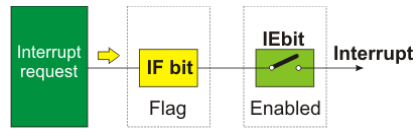 Interrupt
request
IF bit
Flag
IEbit
Enabled
Interrupt